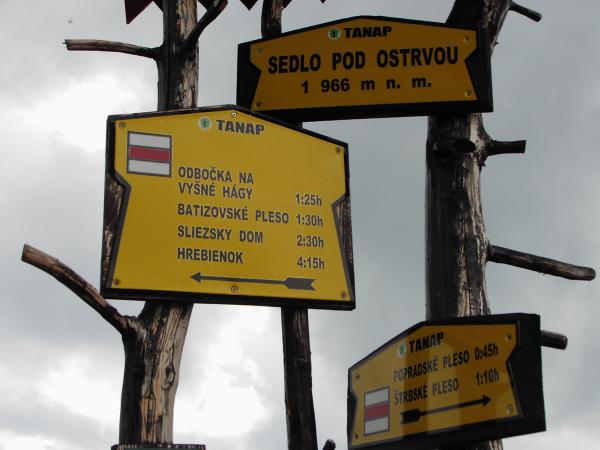 TANAP
SEDLO POD OSTRVOU
1 966 m n. m.
TANAP
ODBOČKA NA
VYŠNÉ HÁGY 1:25h
BATIZOVSKÉ PLESO 1:30h
SLIEZSKY DOM 2:30h
HREBIENOK 4:15h
TANAP
POPRADSKÉ PLESO 0:45h
ŠTRBSKÉ PLESO 1:10h